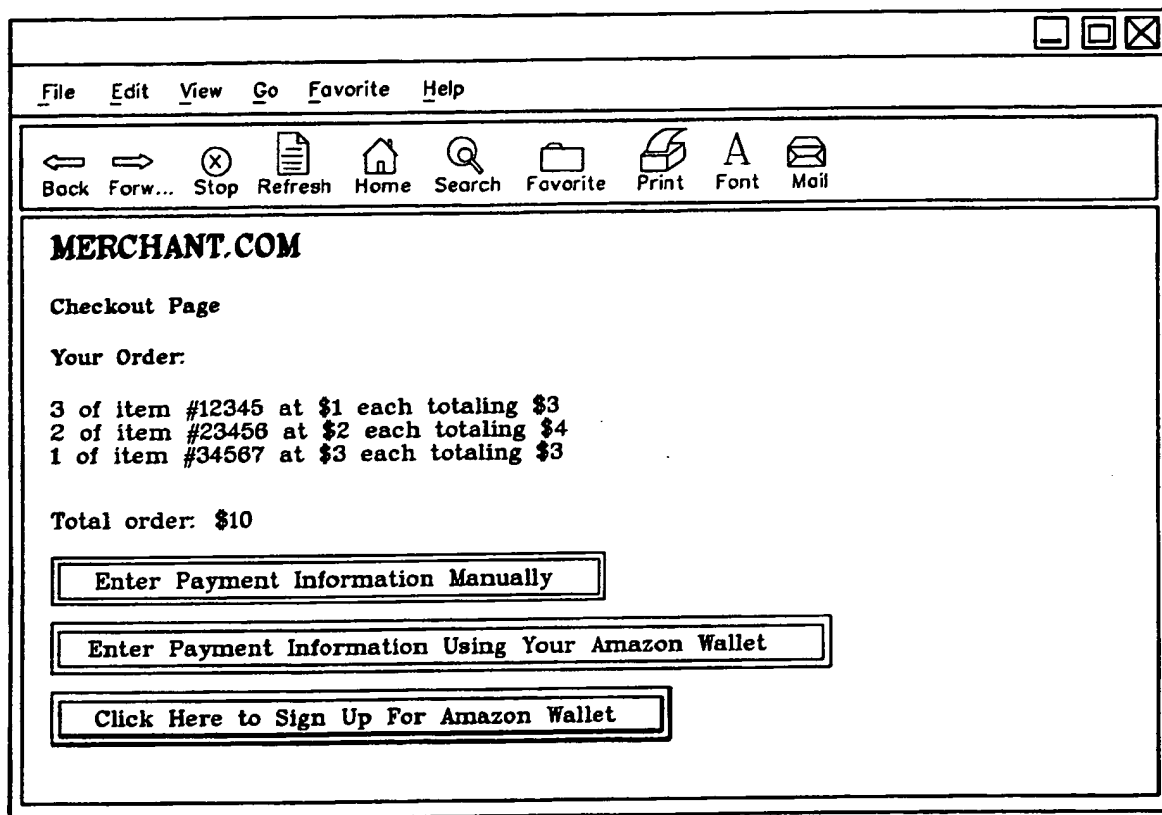 File Edit View Go Favorite Help
Back Forw... Stop Refresh Home Search Favorite Print Font Mail
MERCHANT.COM
Checkout Page
Your Order:
3 of item #12345 at $1 each totaling $3
2 of item #23456 at $2 each totaling $4
1 of item #34567 at $3 each totaling $3
Total order: $10
Enter Payment Information Manually
Enter Payment Information Using Your Amazon Wallet
Click Here to Sign Up For Amazon Wallet